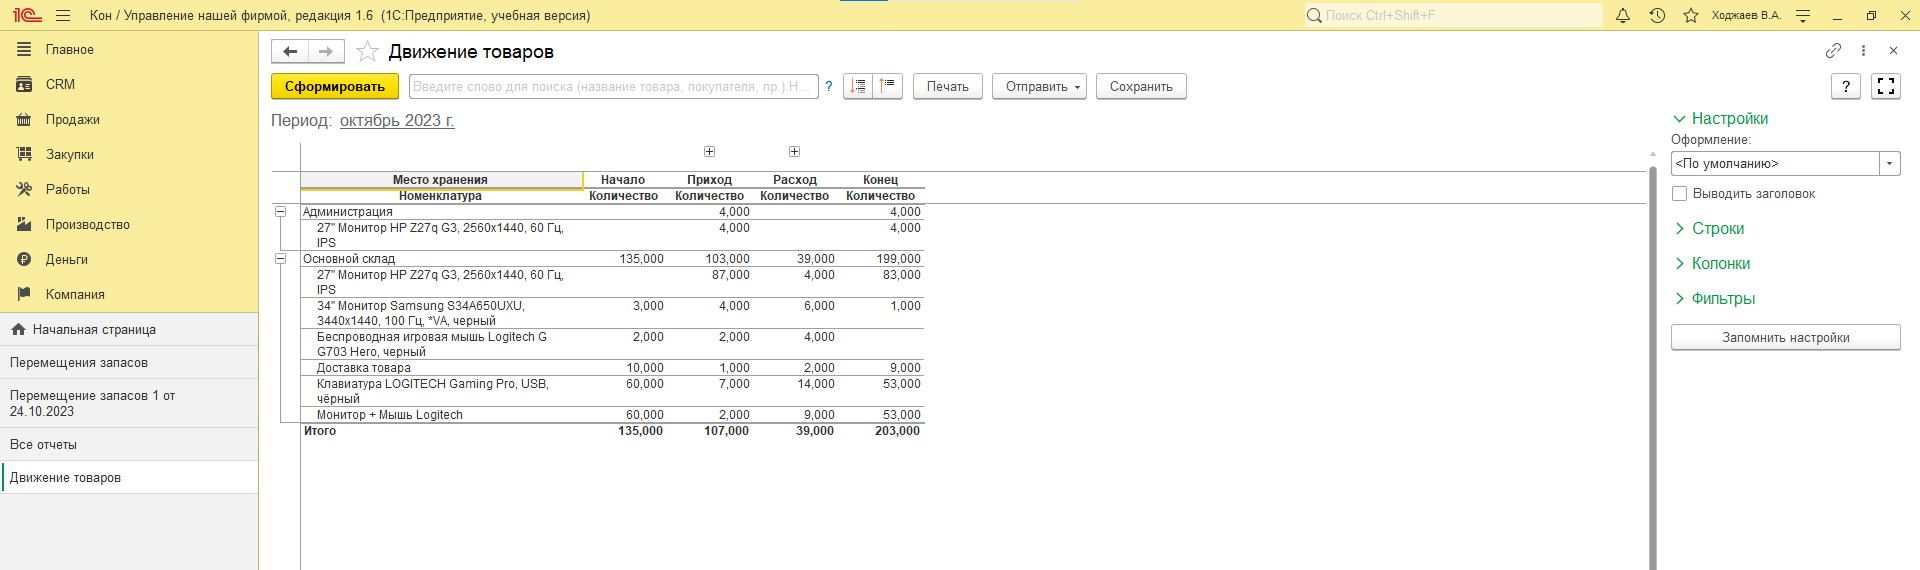 1С Кон / Управление нашей фирмой, редакция 1.6 (1С:Предприятие, учебная версия)
Поиск Ctrl+Shift+F
Ходжаев В.А.
Главное
CRM
Продажи
Закупки
Работы
Производство
Деньги
Компания
Начальная страница
Перемещения запасов
Перемещение запасов 1 от
24.10.2023
Все отчеты
Движение товаров
Движение товаров
Сформировать
Введите слово для поиска (название товара, покупателя, пр.).Н...
?
Печать
Отправить
Сохранить
?
Период: октябрь 2023 г.
Место хранения Начало Приход Расход Конец
Номенклатура Количество Количество Количество Количество
Администрация 4,000 4,000
27" Монитор HP Z27q G3, 2560x1440, 60 Гц, 4,000 4,000
IPS
Основной склад 135,000 103,000 39,000 199,000
27" Монитор HP Z27q G3, 2560x1440, 60 Гц, 87,000 4,000 83,000
IPS
34" Монитор Samsung S34A650UXU, 3,000 4,000 6,000 1,000
3440x1440, 100 Гц, *VA, черный
Беспроводная игровая мышь Logitech G 2,000 2,000 4,000
G703 Hero, черный
Доставка товара 10,000 1,000 2,000 9,000
Клавиатура LOGITECH Gaming Pro, USB, 60,000 7,000 14,000 53,000
чёрный
Монитор + Мышь Logitech 60,000 2,000 9,000 53,000
Итого 135,000 107,000 39,000 203,000
Настройки
Оформление:
<По умолчанию>
Выводить заголовок
Строки
Колонки
Фильтры
Запомнить настройки